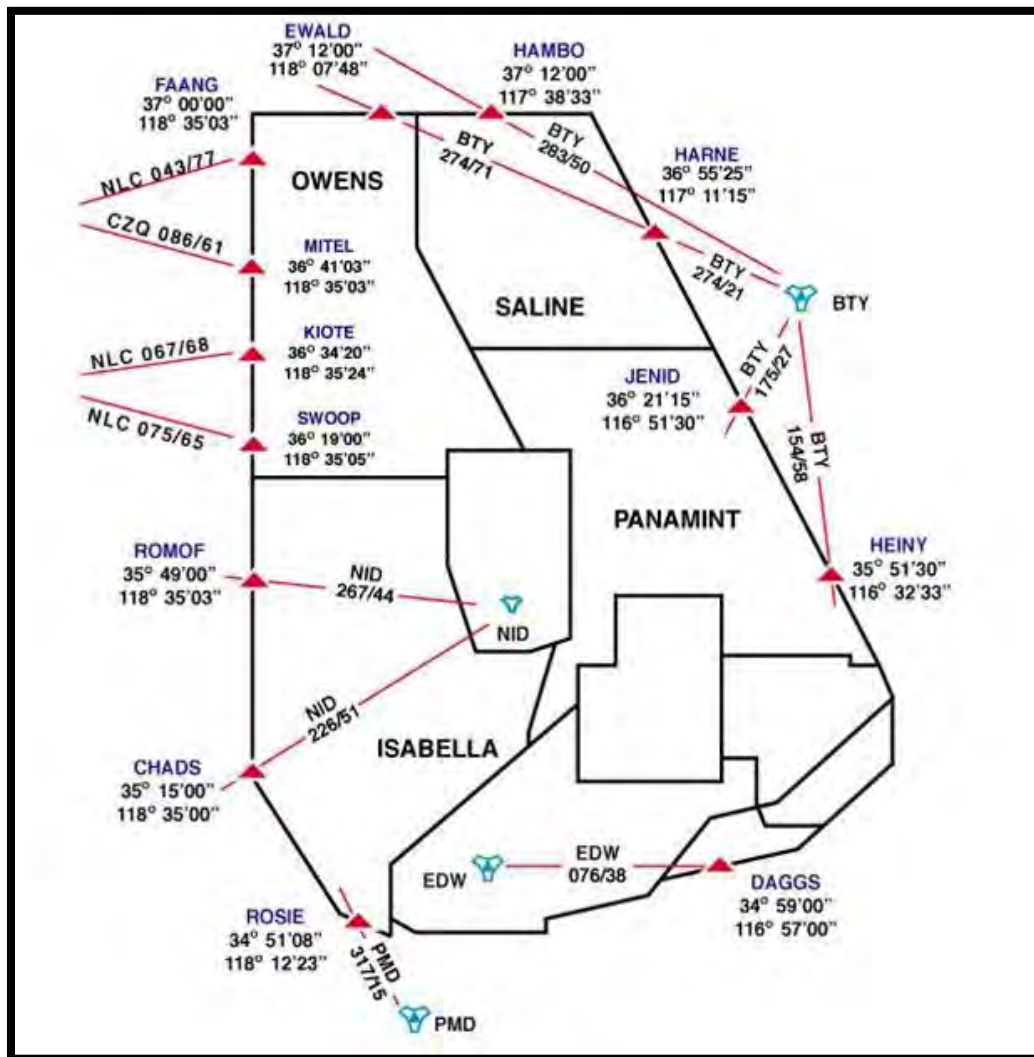 EWALD
37° 12'00"
118° 07'48"
HAMBO
37° 12'00"
117° 38'33"
FAANG
37° 00'00"
118° 35'03"
NLC 043/77
CZQ 086/61
OWENS
BTY
274/71
BTY
283/50
HARNE
36° 55'25"
117° 11'15"
MITEL
36° 41'03"
118° 35'03"
BTY
274/21
BTY
SALINE
NLC 067/68
KIOTE
36° 34'20"
118° 35'24"
BTY
175/27
JENID
36° 21'15"
116° 51'30"
NLC 075/65
SWOOP
36° 19'00"
118° 35'05"
BTY
154/58
PANAMINT
ROMOF
35° 49'00"
118° 35'03"
NID
267/44
NID
HEINY
35° 51'30"
116° 32'33"
NID
226/51
ISABELLA
CHADS
35° 15'00"
118° 35'00"
EDW
EDW
076/38
DAGGS
34° 59'00"
116° 57'00"
ROSIE
34° 51'08"
118° 12'23"
PMD
317/15
PMD